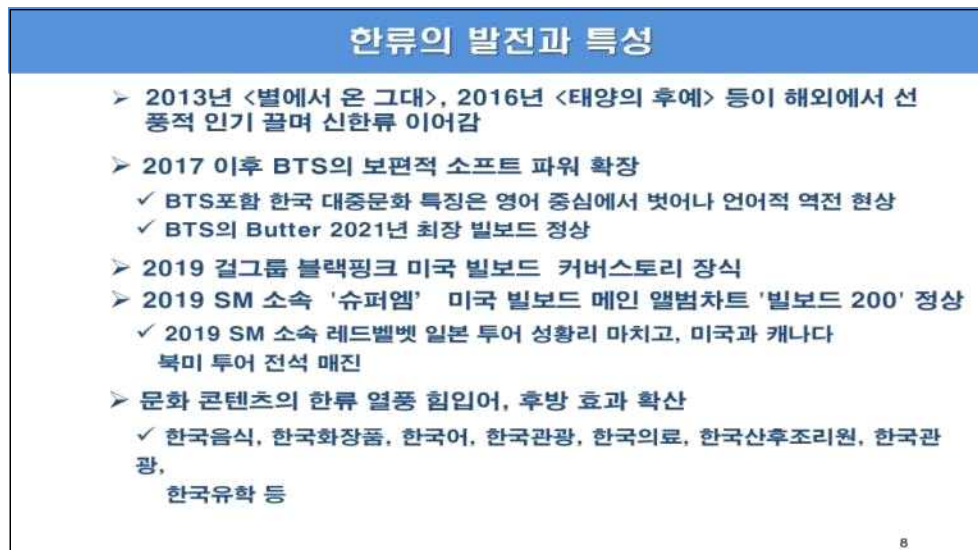 한류의 발전과 특성
➢ 2013년 <별에서 온 그대>, 2016년 <태양의 후예> 등이 해외에서 선
풍적 인기 끌며 신한류 이어감
➢ 2017 이후 BTS의 보편적 소프트 파워 확장
✓ BTS포함 한국 대중문화 특징은 영어 중심에서 벗어나 언어적 역전 현상
✓ BTS의 Butter 2021년 최장 빌보드 정상
➢ 2019 걸그룹 블랙핑크 미국 빌보드 커버스토리 장식
➢ 2019 SM 소속 '슈퍼엠' 미국 빌보드 메인 앨범차트 '빌보드 200' 정상
✓ 2019 SM 소속 레드벨벳 일본 투어 성황리 마치고, 미국과 캐나다
북미 투어 전석 매진
➢ 문화 콘텐츠의 한류 열풍 힘입어, 후방 효과 확산
✓ 한국음식, 한국화장품, 한국어, 한국관광, 한국의료, 한국산후조리원, 한국관
광,
한국유학 등
8